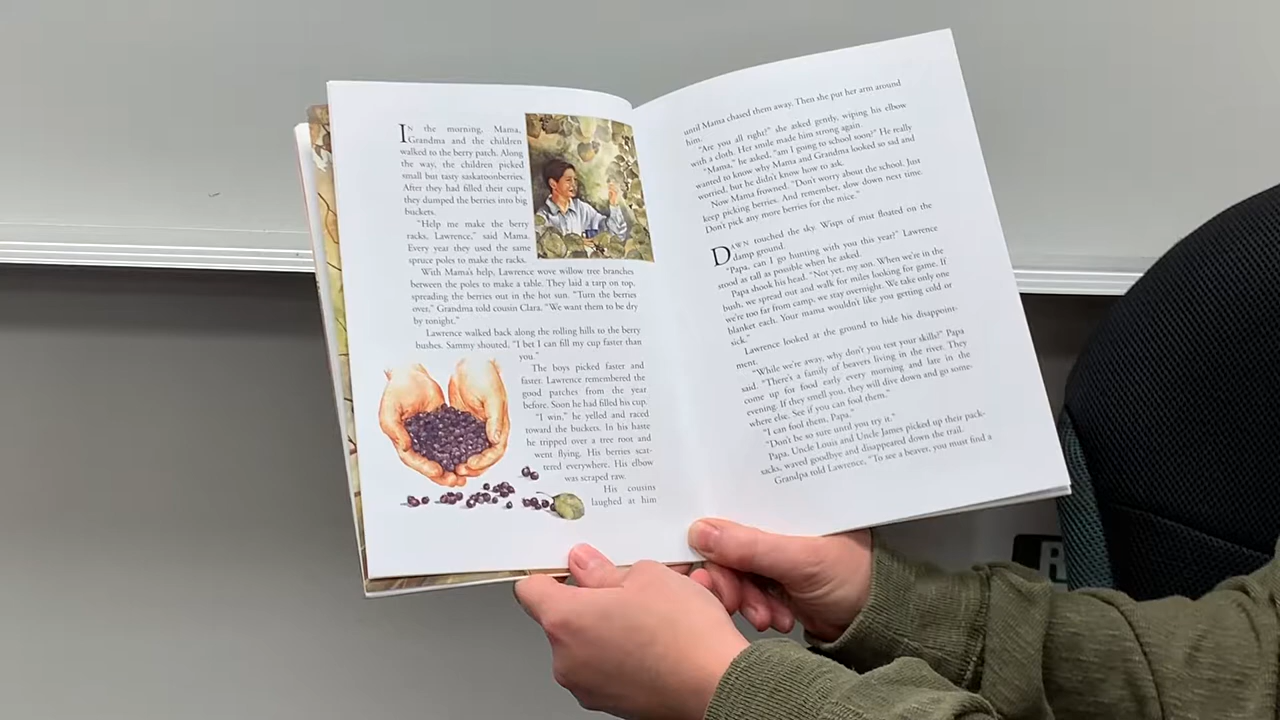 IN the morning, Mama,
Grandma and the children
walked to the berry patch. Along
the way, the children picked
small but tasty saskatoonberries.
After they had filled their cups,
they dumped the berries into big
buckets.
"Help me make the berry
racks, Lawrence," said Mama.
Every year they used the same
spruce poles to make the racks.
With Mama's help, Lawrence wove willow tree branches
between the poles to make a table. They laid a tarp on top,
spreading the berries out in the hot sun. "Turn the berries
over," Grandma told cousin Clara. "We want them to be dry
by tonight."
Lawrence walked back along the rolling hills to the berry
bushes. Sammy shouted, "I bet I can fill my cup faster than
you."
The boys picked faster and
faster. Lawrence remembered the
good patches from the year
before. Soon he had filled his cup.
"I win," he yelled and raced
toward the buckets. In his haste
he tripped over a tree root and
went flying. His berries scat-
tered everywhere. His elbow
was scraped raw.
His cousins
laughed at him
until Mama chased them away. Then she put her arm around
him.
"Are you all right?" she asked gently, wiping his elbow
with a cloth. Her smile made him strong again.
"Mama," he asked, "am I going to school soon?" He really
wanted to know why Mama and Grandma looked so sad and
worried, but he didn't know how to ask.
Now Mama frowned. "Don't worry about the school. Just
keep picking berries. And remember, slow down next time.
Don't pick any more berries for the mice."
DAWN touched the sky. Wisps of mist floated on the
damp ground.
"Papa, can I go hunting with you this year?" Lawrence
stood as tall as possible when he asked.
Papa shook his head. "Not yet, my son. When we're in the
bush, we spread out and walk for miles looking for game. If
we're too far from camp, we stay overnight. We take only one
blanket each. Your mama wouldn't like you getting cold or
sick."
Lawrence looked at the ground to hide his disappoint-
ment.
"While we're away, why don't you test your skills?" Papa
said. "There's a family of beavers living in the river. They
come up for food early every morning and late in the
evening. If they smell you, they will dive down and go some-
where else. See if you can fool them."
"I can fool them, Papa."
"Don't be so sure until you try it."
Papa, Uncle Louis and Uncle James picked up their pack-
sacks, waved goodbye and disappeared down the trail.
Grandpa told Lawrence, "To see a beaver, you must find a